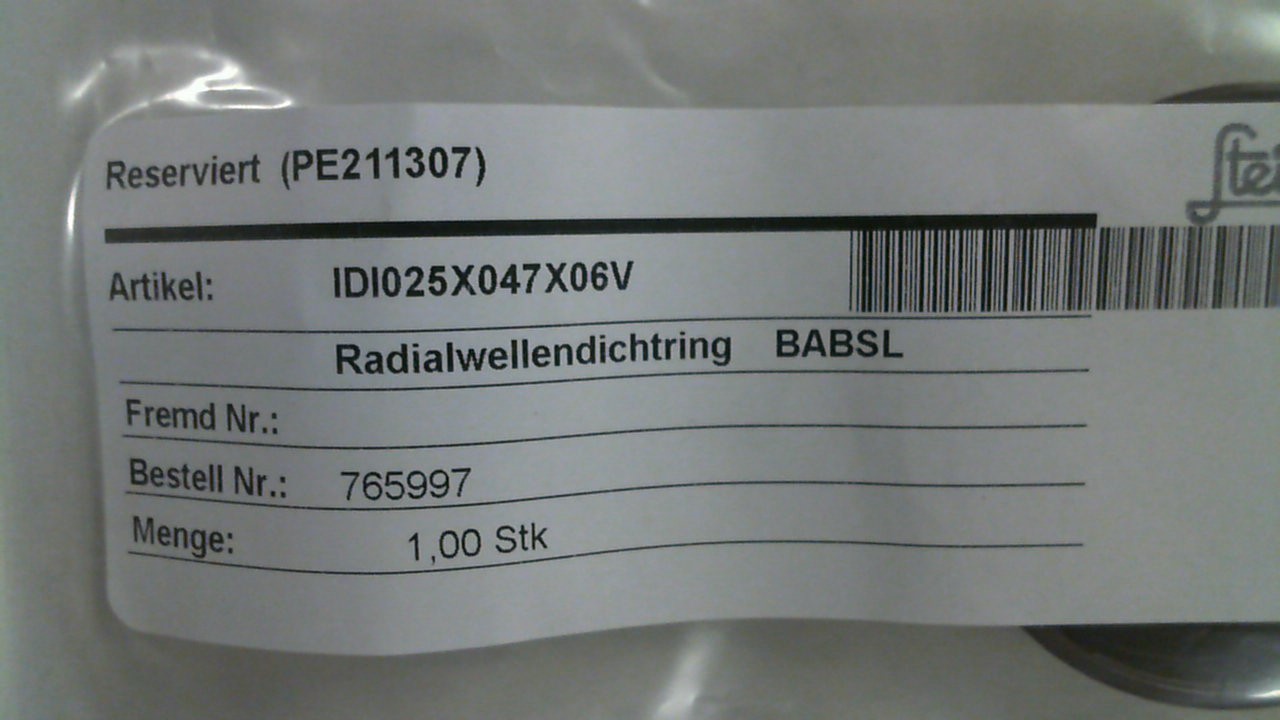 Reserviert (PE211307)
Artikel: IDI025X047X06V
Radialwellendichtring BABSL
Fremd Nr.:
Bestell Nr.: 765997
Menge: 1,00 Stk